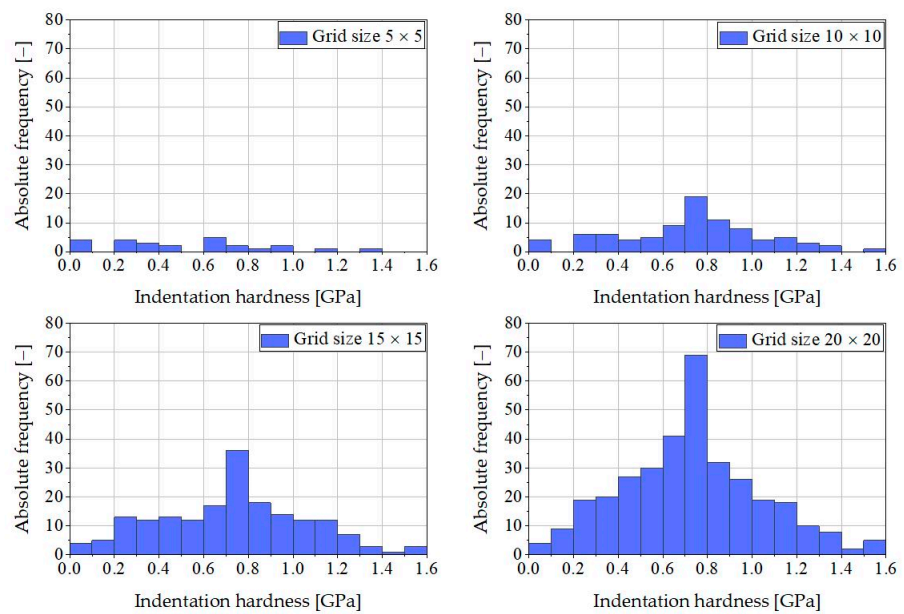 80
70
60
50
40
30
20
10
0
Absolute frequency [−]
Grid size 5 × 5
0.0 0.2 0.4 0.6 0.8 1.0 1.2 1.4 1.6
Indentation hardness [GPa]
80
70
60
50
40
30
20
10
0
Absolute frequency [−]
Grid size 10 × 10
0.0 0.2 0.4 0.6 0.8 1.0 1.2 1.4 1.6
Indentation hardness [GPa]
80
70
60
50
40
30
20
10
0
Absolute frequency [−]
Grid size 15 × 15
0.0 0.2 0.4 0.6 0.8 1.0 1.2 1.4 1.6
Indentation hardness [GPa]
80
70
60
50
40
30
20
10
0
Absolute frequency [−]
Grid size 20 × 20
0.0 0.2 0.4 0.6 0.8 1.0 1.2 1.4 1.6
Indentation hardness [GPa]